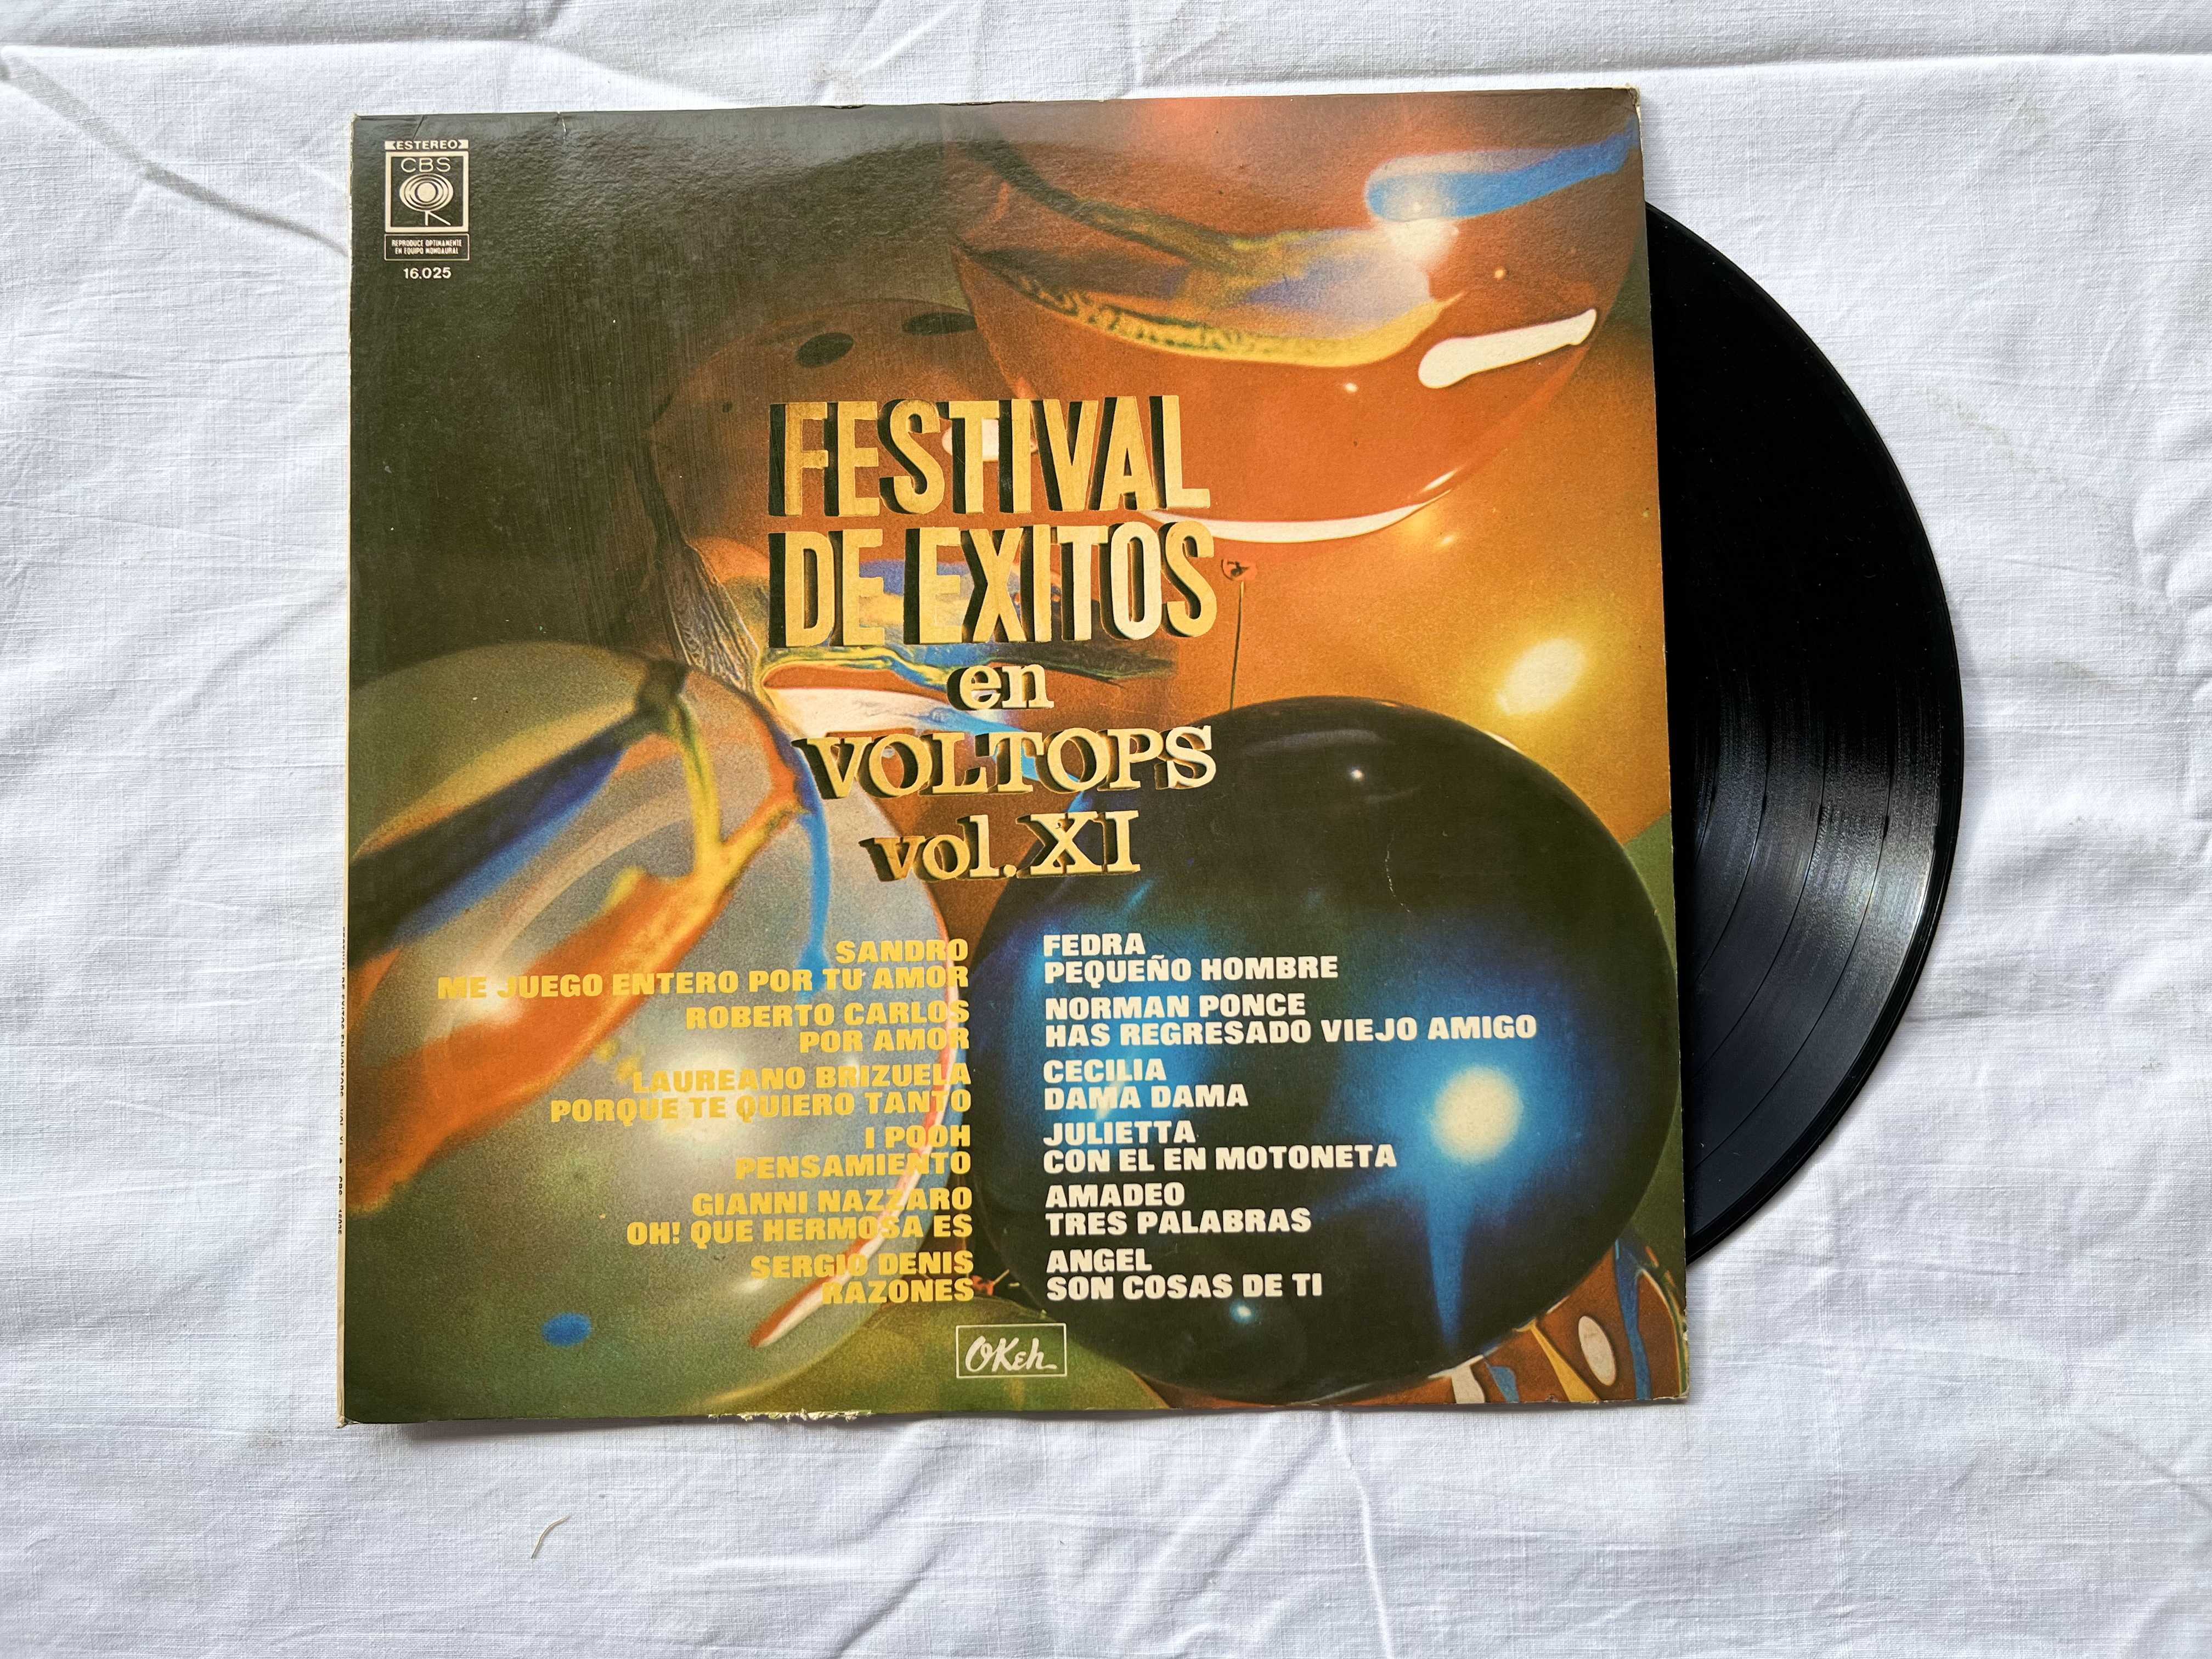 ESTEREO
CBS
REPRODUCE OPTIMAMENTE
EN EQUIPO MONOAURAL
16.025
FESTIVAL
DE EXITOS
en
VOLTOPS
vol. XI
SANDRO
ME JUEGO ENTERO POR TU AMOR
ROBERTO CARLOS
POR AMOR
LAUREANO BRIZUELA
PORQUE TE QUIERO TANTO
I POOH
PENSAMIENTO
GIANNI NAZZARO
OH! QUE HERMOSA ES
SERGIO DENIS
RAZONES
FEDRA
PEQUEÑO HOMBRE
NORMAN PONCE
HAS REGRESADO VIEJO AMIGO
CECILIA
DAMA DAMA
JULIETTA
CON EL EN MOTONETA
AMADEO
TRES PALABRAS
ANGEL
SON COSAS DE TI
OKeh